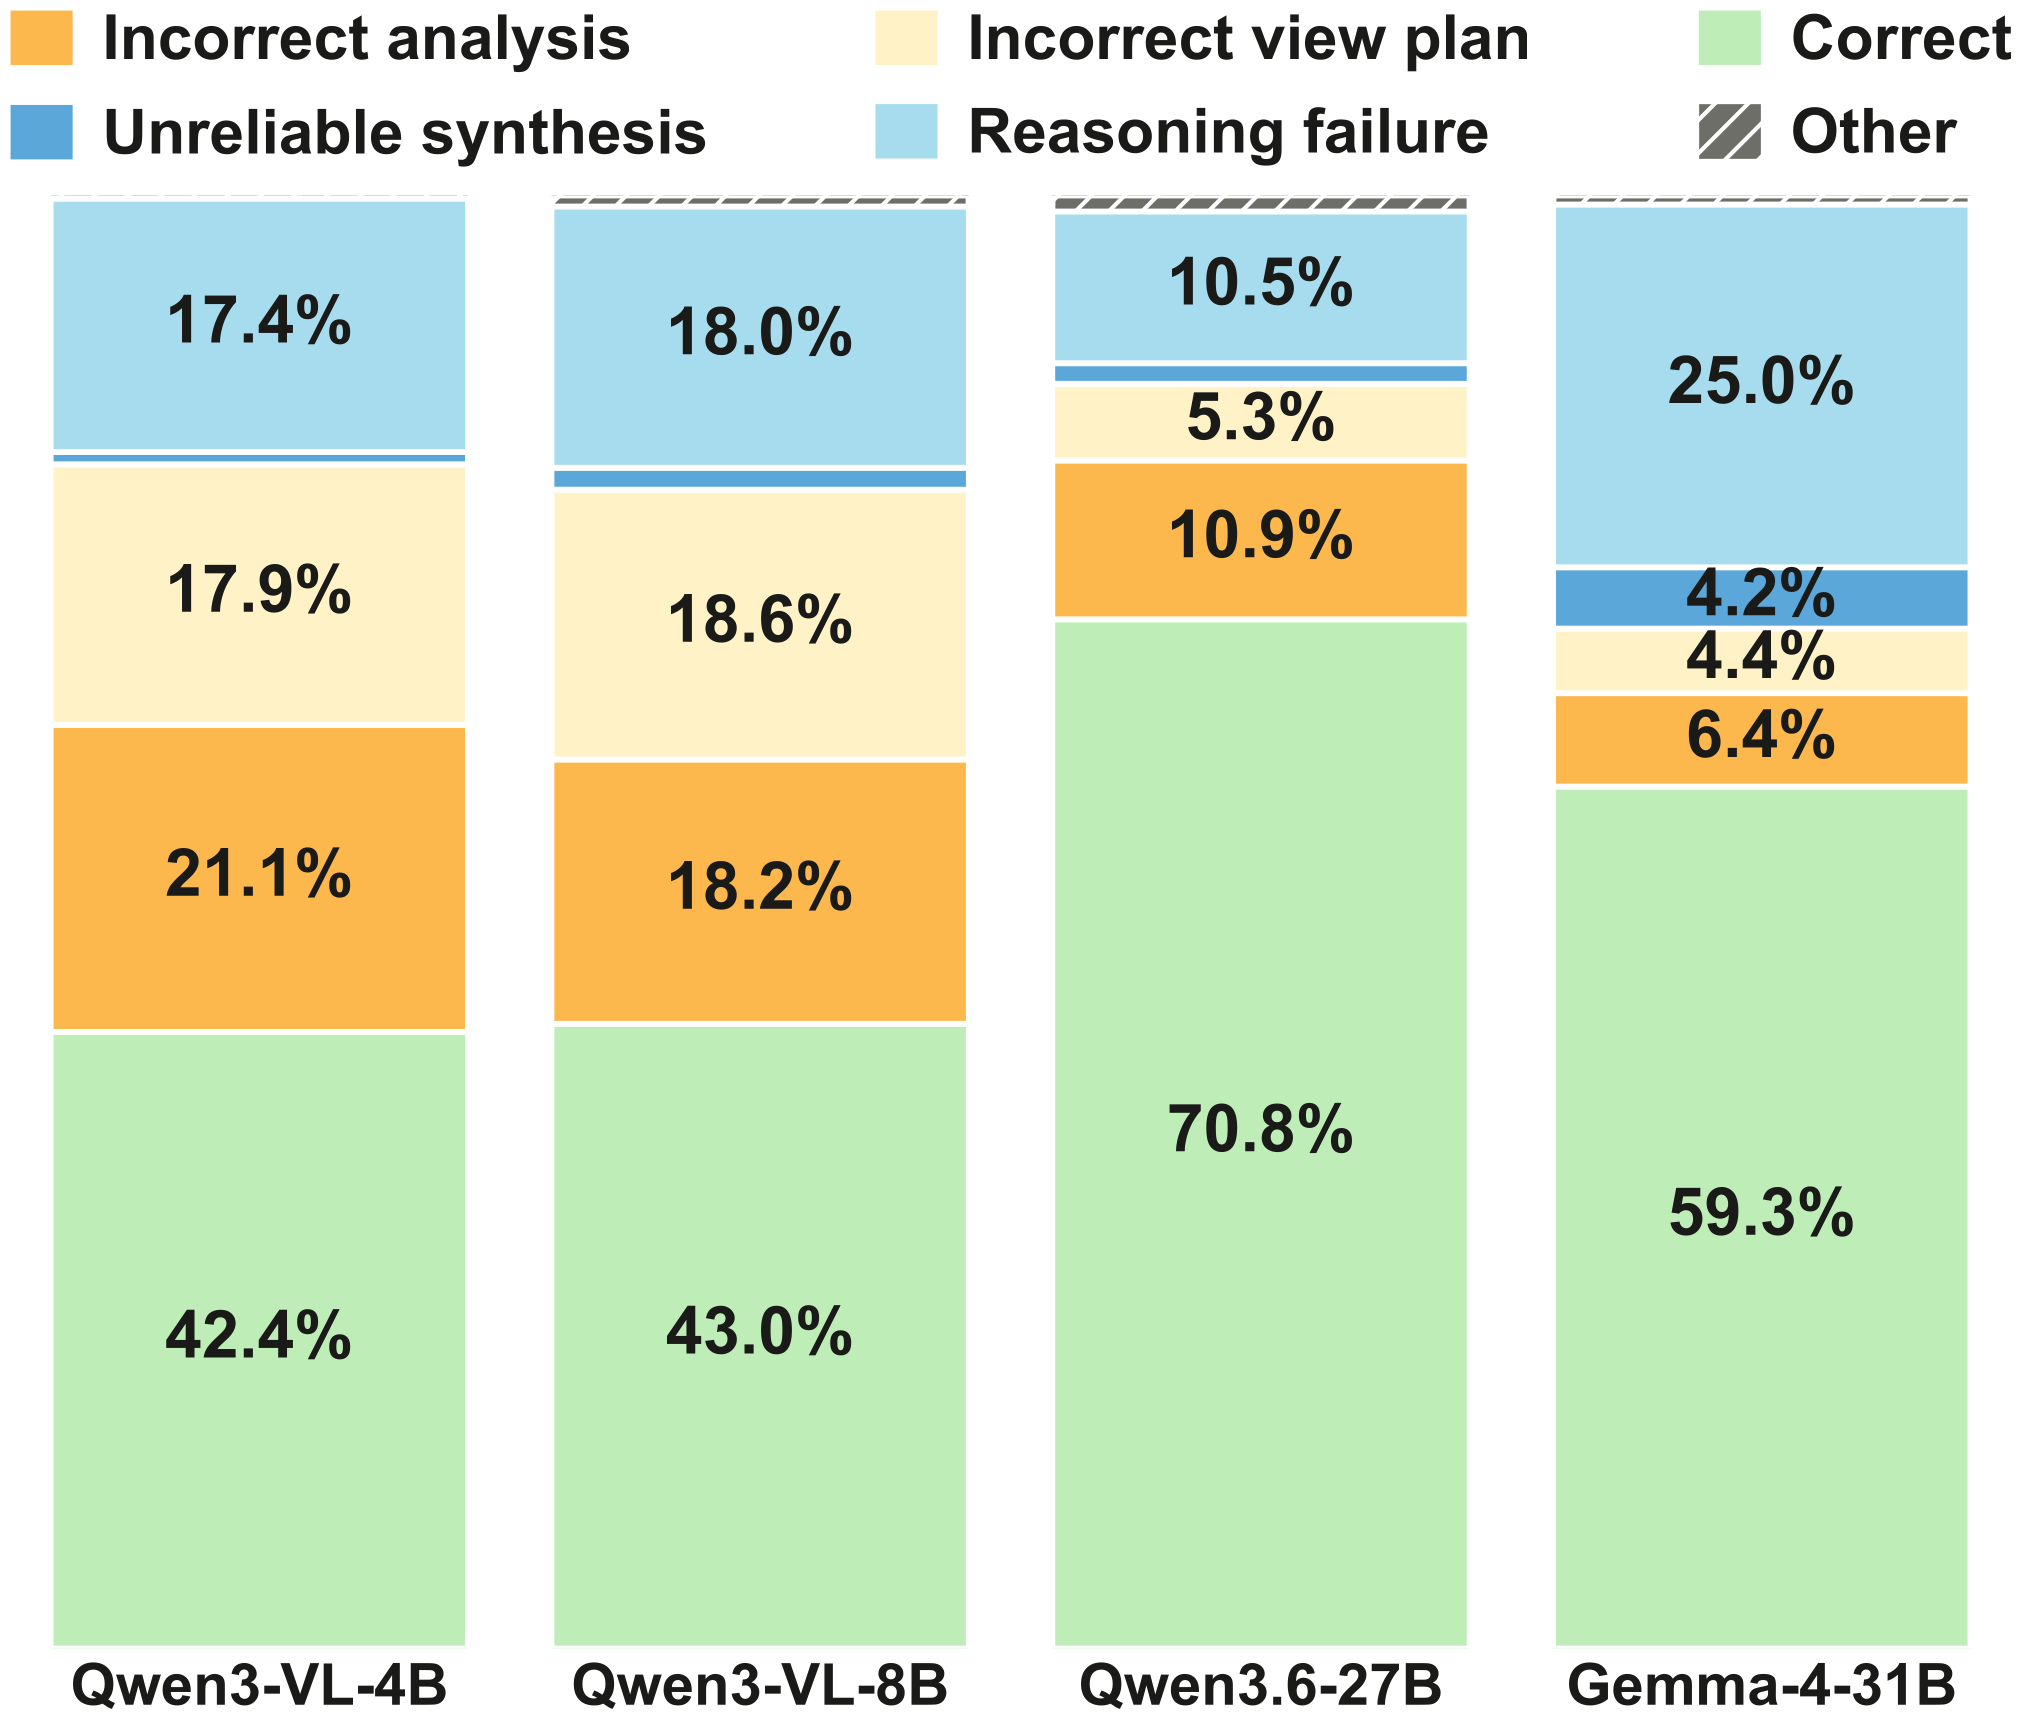 Incorrect analysis
Incorrect view plan
Correct
Unreliable synthesis
Reasoning failure
Other
17.4%
17.9%
21.1%
42.4%
18.0%
18.6%
18.2%
43.0%
10.5%
5.3%
10.9%
70.8%
25.0%
4.2%
4.4%
6.4%
59.3%
Qwen3-VL-4B
Qwen3-VL-8B
Qwen3.6-27B
Gemma-4-31B